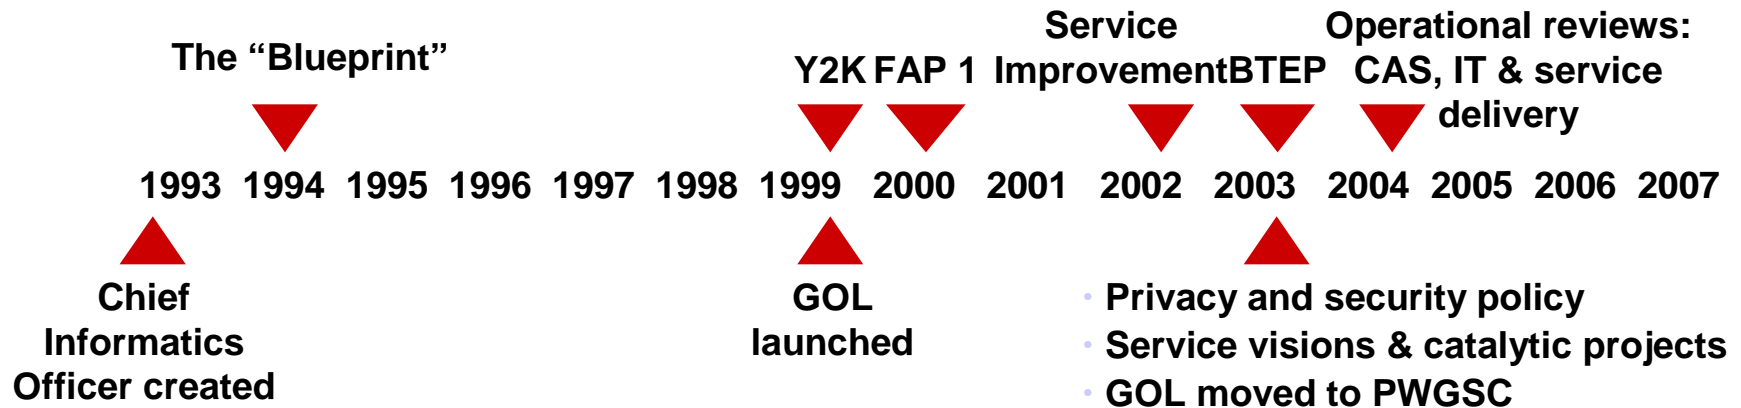 The “Blueprint”
Y2K
FAP 1
Service
Improvement
BTEP
Operational reviews:
CAS, IT & service
delivery
1993 1994 1995 1996 1997 1998 1999 2000 2001 2002 2003 2004 2005 2006 2007
Chief
Informatics
Officer created
GOL
launched
• Privacy and security policy
• Service visions & catalytic projects
• GOL moved to PWGSC